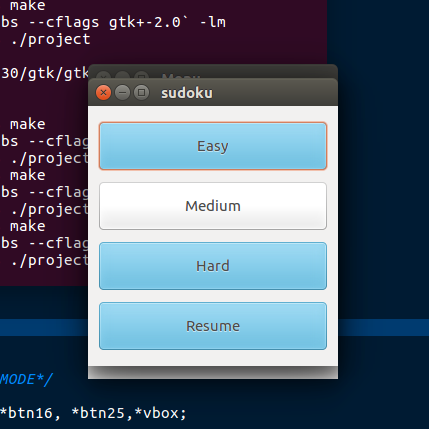 make
bs --cflags gtk+-2.0` -lm
./project
30/gtk/gtk
make
bs --cflag
./project
make
bs --cflag
./project
make
bs --cflag
./project
Menu
sudoku
Easy
Medium
Hard
Resume
MODE*/
*btn16, *btn25,*vbox;